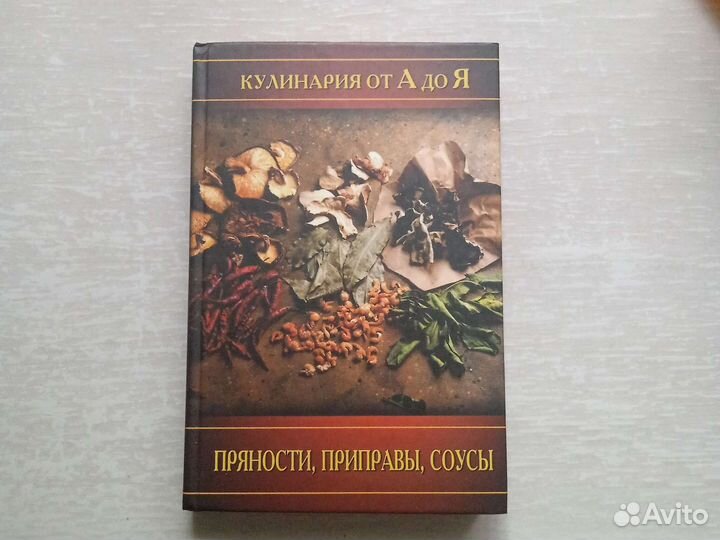 КУЛИНАРИЯ ОТ А ДО Я
ПРЯНОСТИ, ПРИПРАВЫ, СОУСЫ
Avito